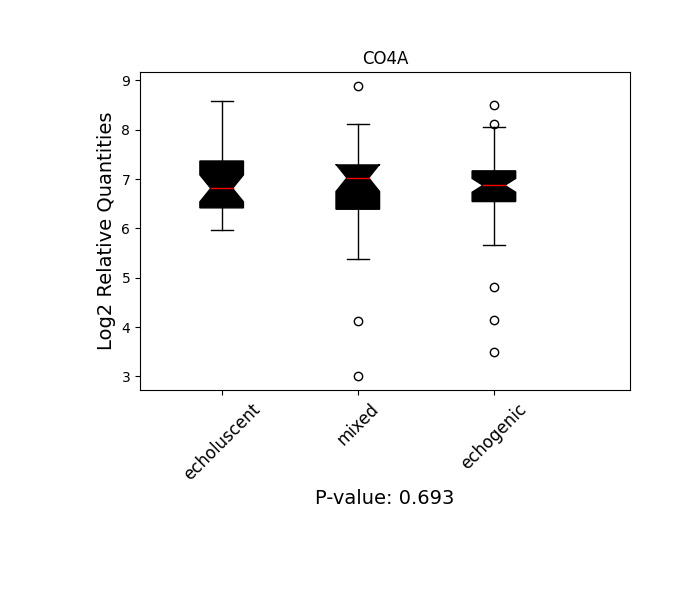 CO4A
Log2 Relative Quantities
9
8
7
6
5
4
3
echoluscent
mixed
echogenic
P-value: 0.693